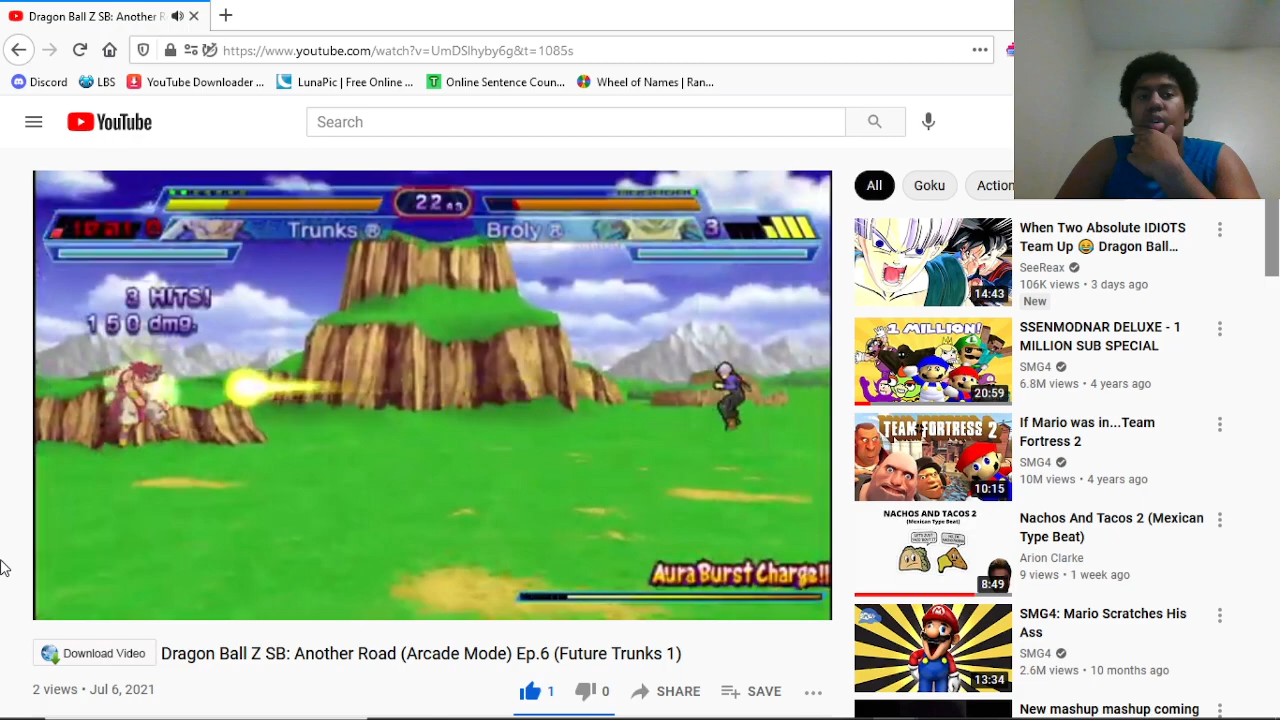 Dragon Ball Z SB: Another R
https://www.youtube.com/watch?v=UmDSlhyby6g&t=1085s
Discord
LBS
YouTube Downloader ...
LunaPic | Free Online ...
Online Sentence Coun...
Wheel of Names | Ran...
YouTube
Search
All
Goku
Action
22
Trunks
Broly
3
3 HITS!
150 dmg.
Aura Burst Charge!!
Download Video
Dragon Ball Z SB: Another Road (Arcade Mode) Ep.6 (Future Trunks 1)
2 views • Jul 6, 2021
1
0
SHARE
SAVE
14:43
When Two Absolute IDIOTS
Team Up 😂 Dragon Ball...
SeeReax
106K views • 3 days ago
New
1 MILLION!
20:59
SSENMODNAR DELUXE - 1
MILLION SUB SPECIAL
SMG4
6.8M views • 4 years ago
TEAM FORTRESS 2
10:15
If Mario was in...Team
Fortress 2
SMG4
10M views • 4 years ago
NACHOS AND TACOS 2
(Mexican Type Beat)
8:49
Nachos And Tacos 2 (Mexican
Type Beat)
Arion Clarke
9 views • 1 week ago
13:34
SMG4: Mario Scratches His
Ass
SMG4
2.6M views • 10 months ago
New mashup mashup coming